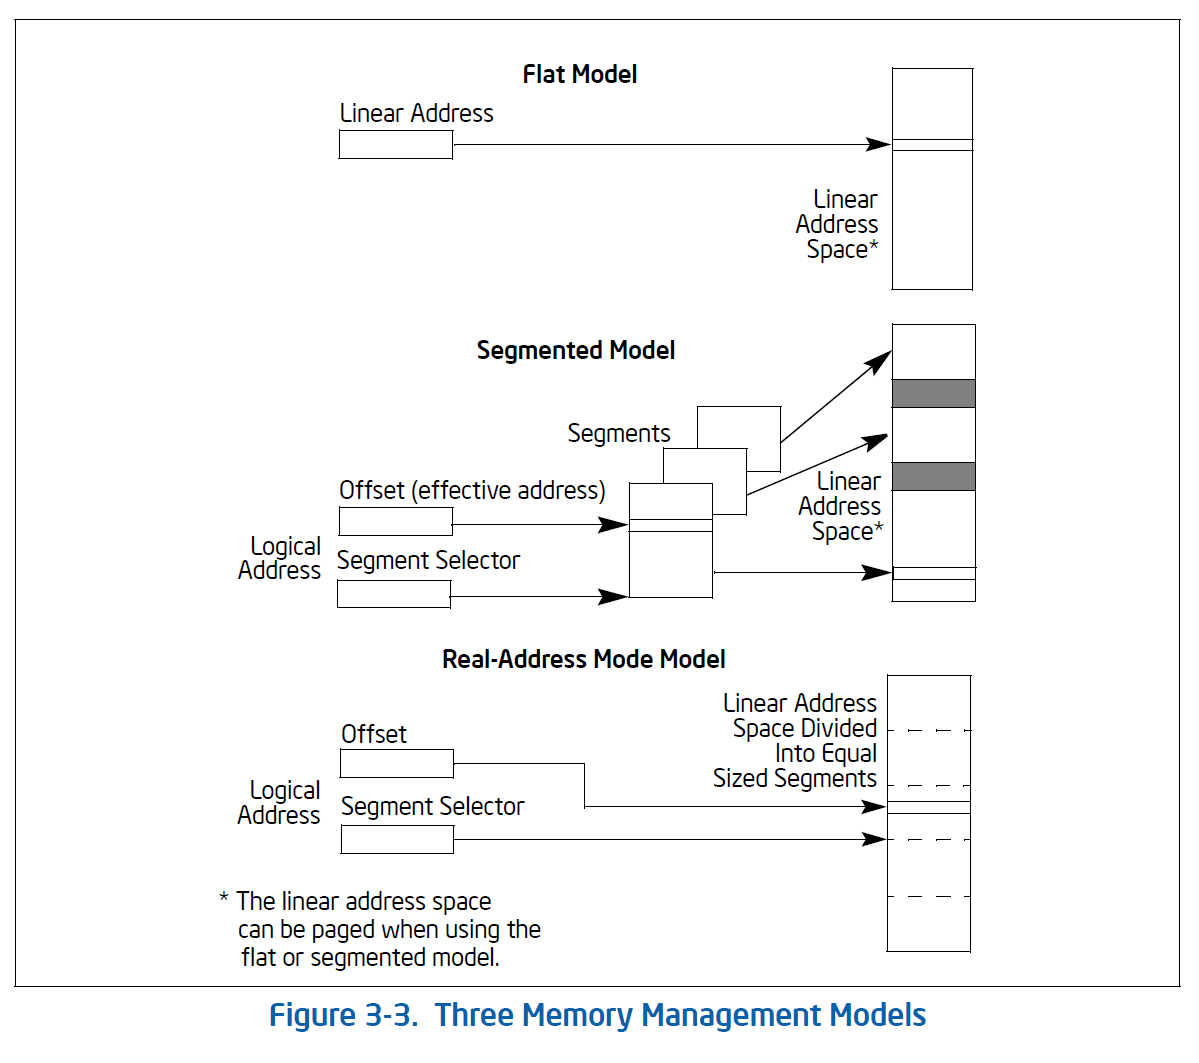 Flat Model
Linear Address
Linear
Address
Space*
Segmented Model
Segments
Offset (effective address)
Logical
Address
Segment Selector
Linear
Address
Space*
Real-Address Mode Model
Offset
Logical
Address
Segment Selector
Linear Address
Space Divided
Into Equal
Sized Segments
* The linear address space
can be paged when using the
flat or segmented model.
Figure 3-3. Three Memory Management Models